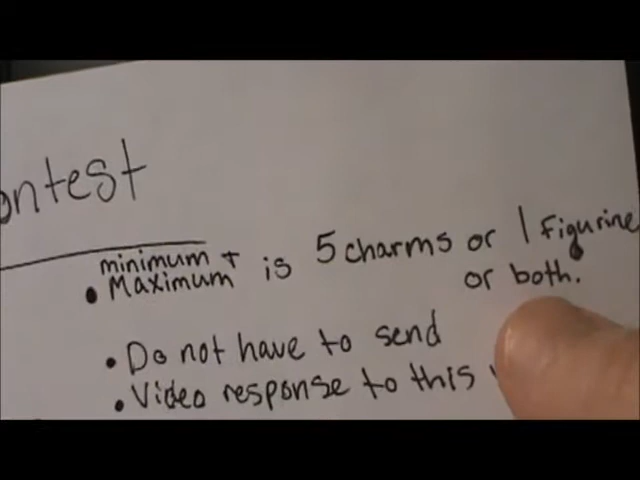 ontest
minimum +
• Maximum is 5 charms or 1 figurine
or both.
• Do not have to send
• Video response to this